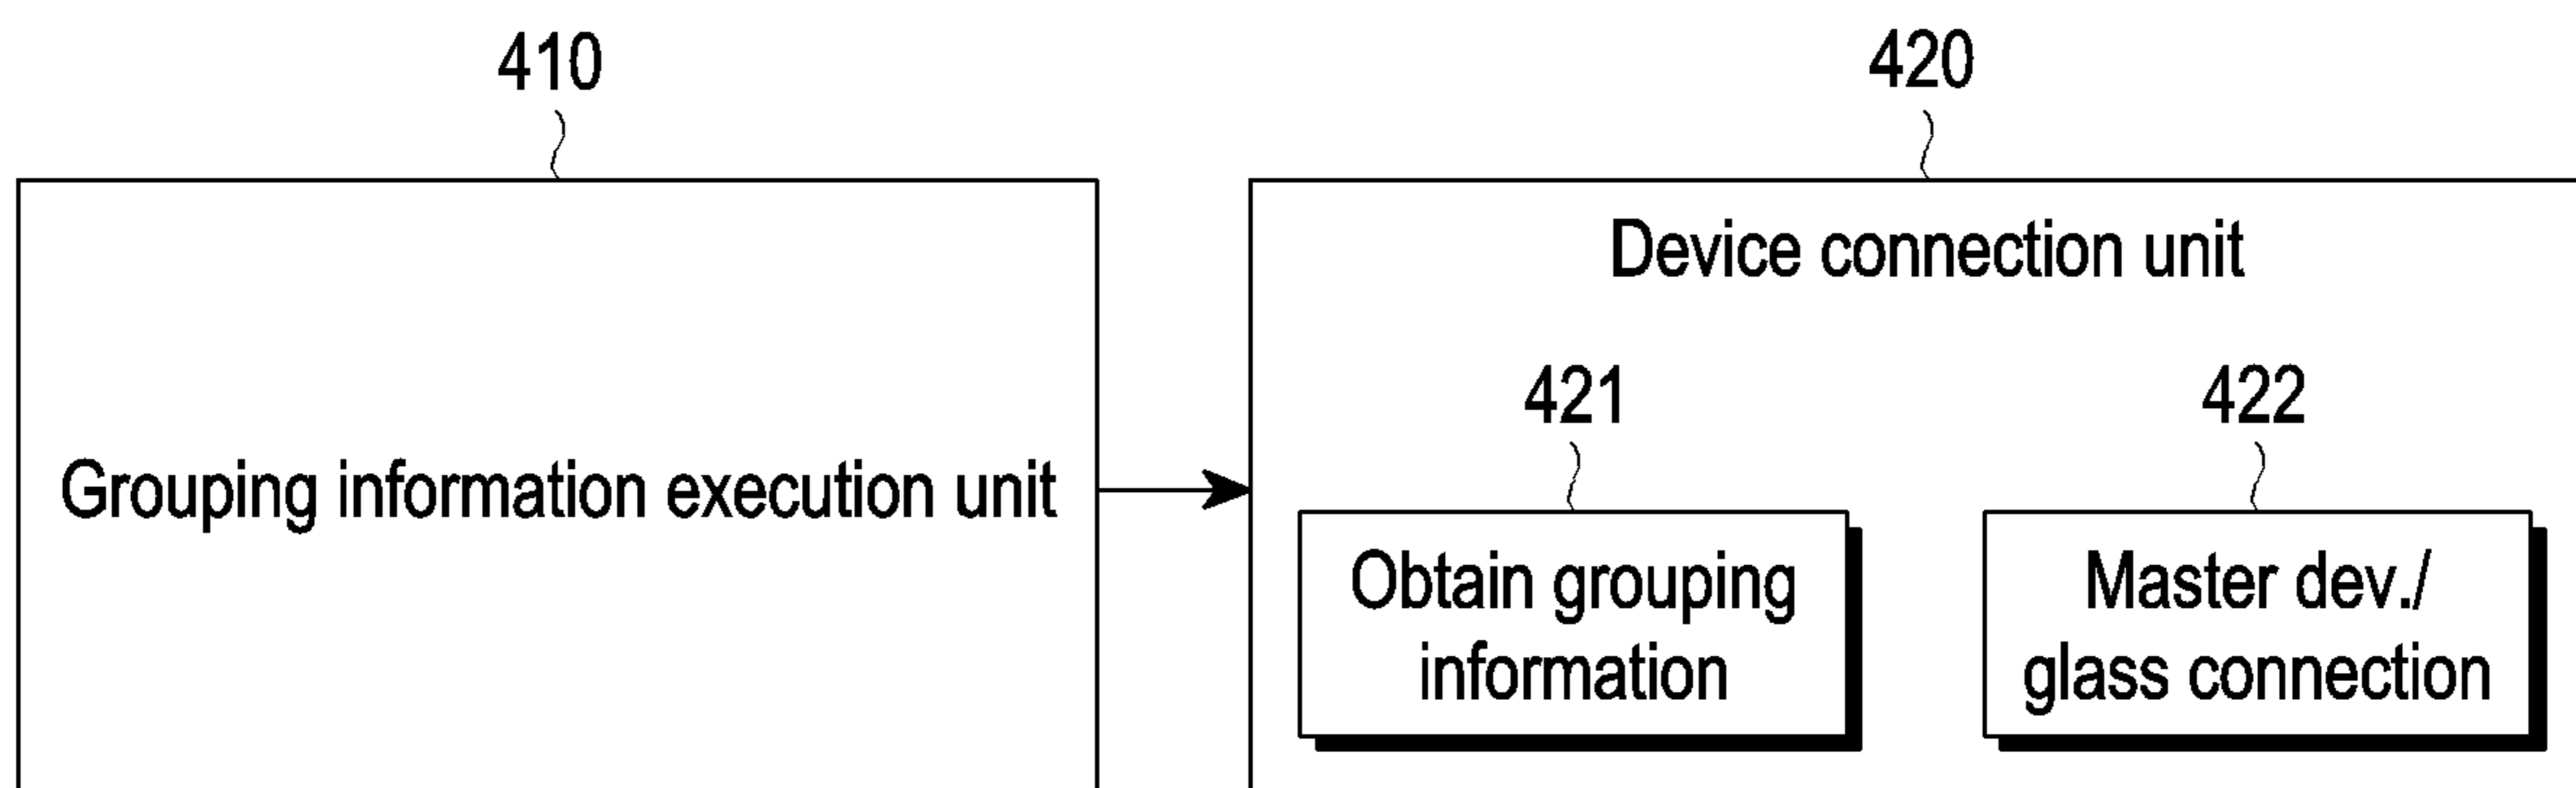 410
420
Device connection unit
421
422
Grouping information execution unit
Obtain grouping
information
Master dev./
glass connection